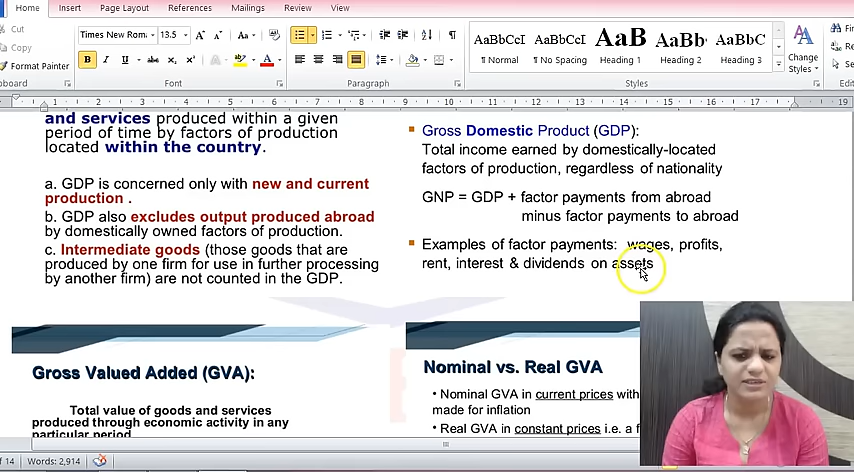 Home Insert Page Layout References Mailings Review View
Cut
Copy
Format Painter
Times New Rom 13.5
Font
Paragraph
AaBbCcI AaBbCcI AaB AaBb AaBbC
¶ Normal ¶ No Spacing Heading 1 Heading 2 Heading 3
Change
Styles
Styles
and services produced within a given
period of time by factors of production
located within the country.
a. GDP is concerned only with new and current
production .
b. GDP also excludes output produced abroad
by domestically owned factors of production.
c. Intermediate goods (those goods that are
produced by one firm for use in further processing
by another firm) are not counted in the GDP.
Gross Domestic Product (GDP):
Total income earned by domestically-located
factors of production, regardless of nationality
GNP = GDP + factor payments from abroad
minus factor payments to abroad
Examples of factor payments: wages, profits,
rent, interest & dividends on assets
Gross Valued Added (GVA):
Total value of goods and services
produced through economic activity in any
particular period
Nominal vs. Real GVA
• Nominal GVA in current prices with
made for inflation
• Real GVA in constant prices i.e. a f
of 14 Words: 2,914